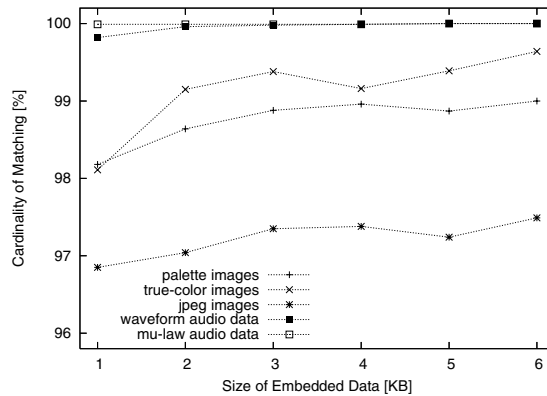 100
99
98
97
96
Cardinality of Matching [%]
palette images
true-color images
jpeg images
waveform audio data
mu-law audio data
1 2 3 4 5 6
Size of Embedded Data [KB]